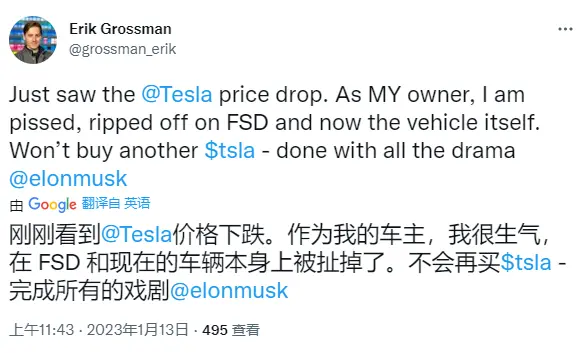 Erik Grossman
@grossman_erik
Just saw the @Tesla price drop. As MY owner, I am
pissed, ripped off on FSD and now the vehicle itself.
Won’t buy another $tsla - done with all the drama
@elonmusk
由 Google 翻译自 英语
刚刚看到@Tesla价格下跌。作为我的车主，我很生气，
在 FSD 和现在的车辆本身上被扯掉了。不会再买$tsla -
完成所有的戏剧@elonmusk
上午11:43 · 2023年1月13日 · 495 查看